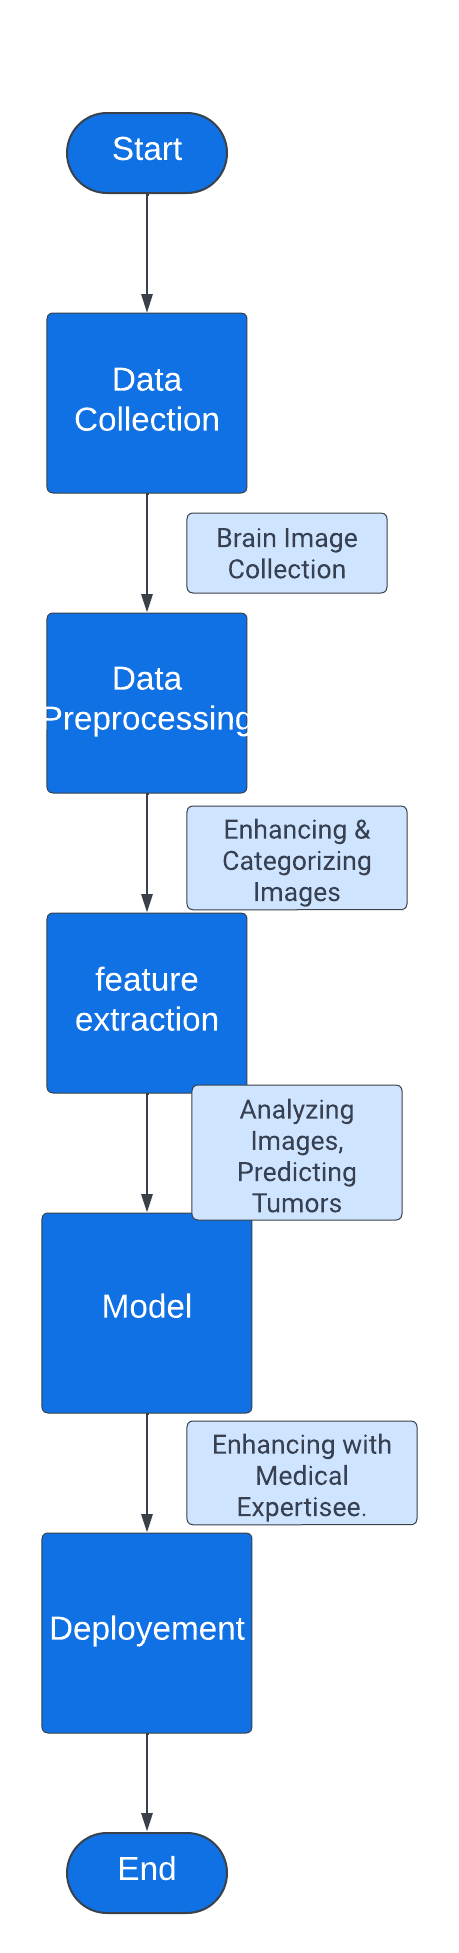 Start
Data
Collection
Brain Image
Collection
Data
Preprocessing
Enhancing &
Categorizing
Images
feature
extraction
Analyzing
Images,
Predicting
Tumors
Model
Enhancing with
Medical
Expertisee.
Deployement
End